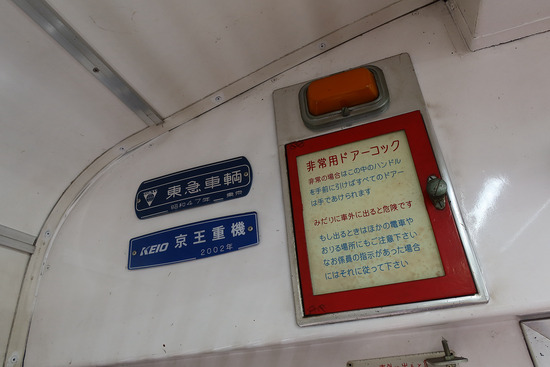 東急車輛
昭和47年 東京
KEIO 京王重機
2002年
非常用ドアーコック
非常の場合はこの中のハンドル
を手前に引けばすべてのドアー
は手であけられます
みだりに車外に出ると危険です
もし出るときはほかの電車や
おりる場所にもご注意下さい
なお係員の指示があった場合
にはそれに従って下さい